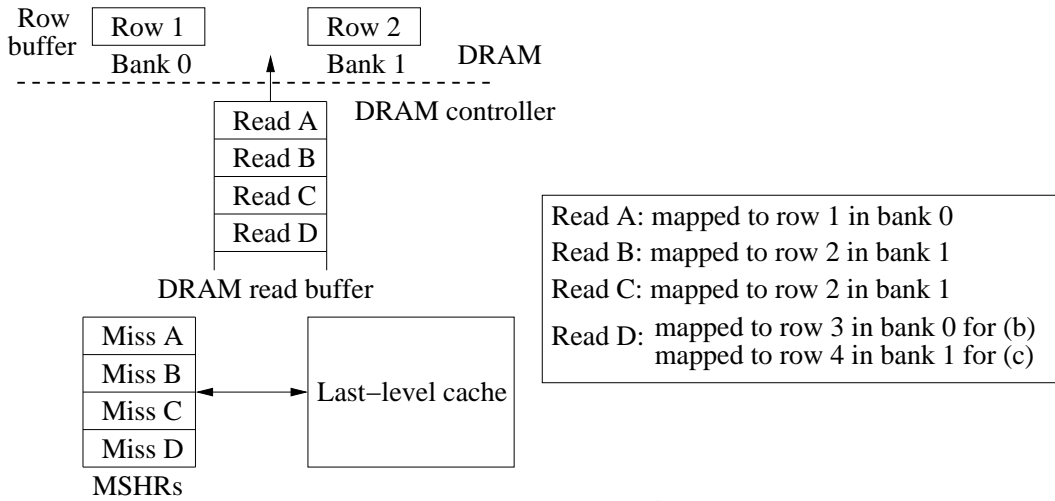 Row
buffer
Row 1
Row 2
Bank 0
Bank 1
DRAM
DRAM controller
Read A
Read B
Read C
Read D
DRAM read buffer
Miss A
Miss B
Miss C
Miss D
MSHRs
Last−level cache
Read A: mapped to row 1 in bank 0
Read B: mapped to row 2 in bank 1
Read C: mapped to row 2 in bank 1
Read D: mapped to row 3 in bank 0 for (b)
mapped to row 4 in bank 1 for (c)